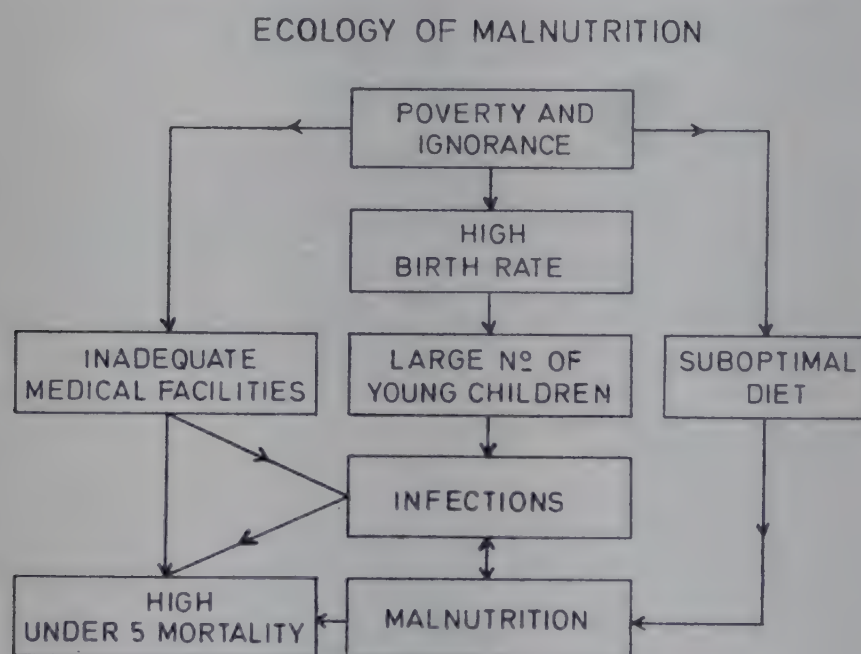 ECOLOGY OF MALNUTRITION
POVERTY AND
IGNORANCE
HIGH
BIRTH RATE
INADEQUATE
MEDICAL FACILITIES
LARGE Nº OF
YOUNG CHILDREN
SUBOPTIMAL
DIET
INFECTIONS
HIGH
UNDER 5 MORTALITY
MALNUTRITION